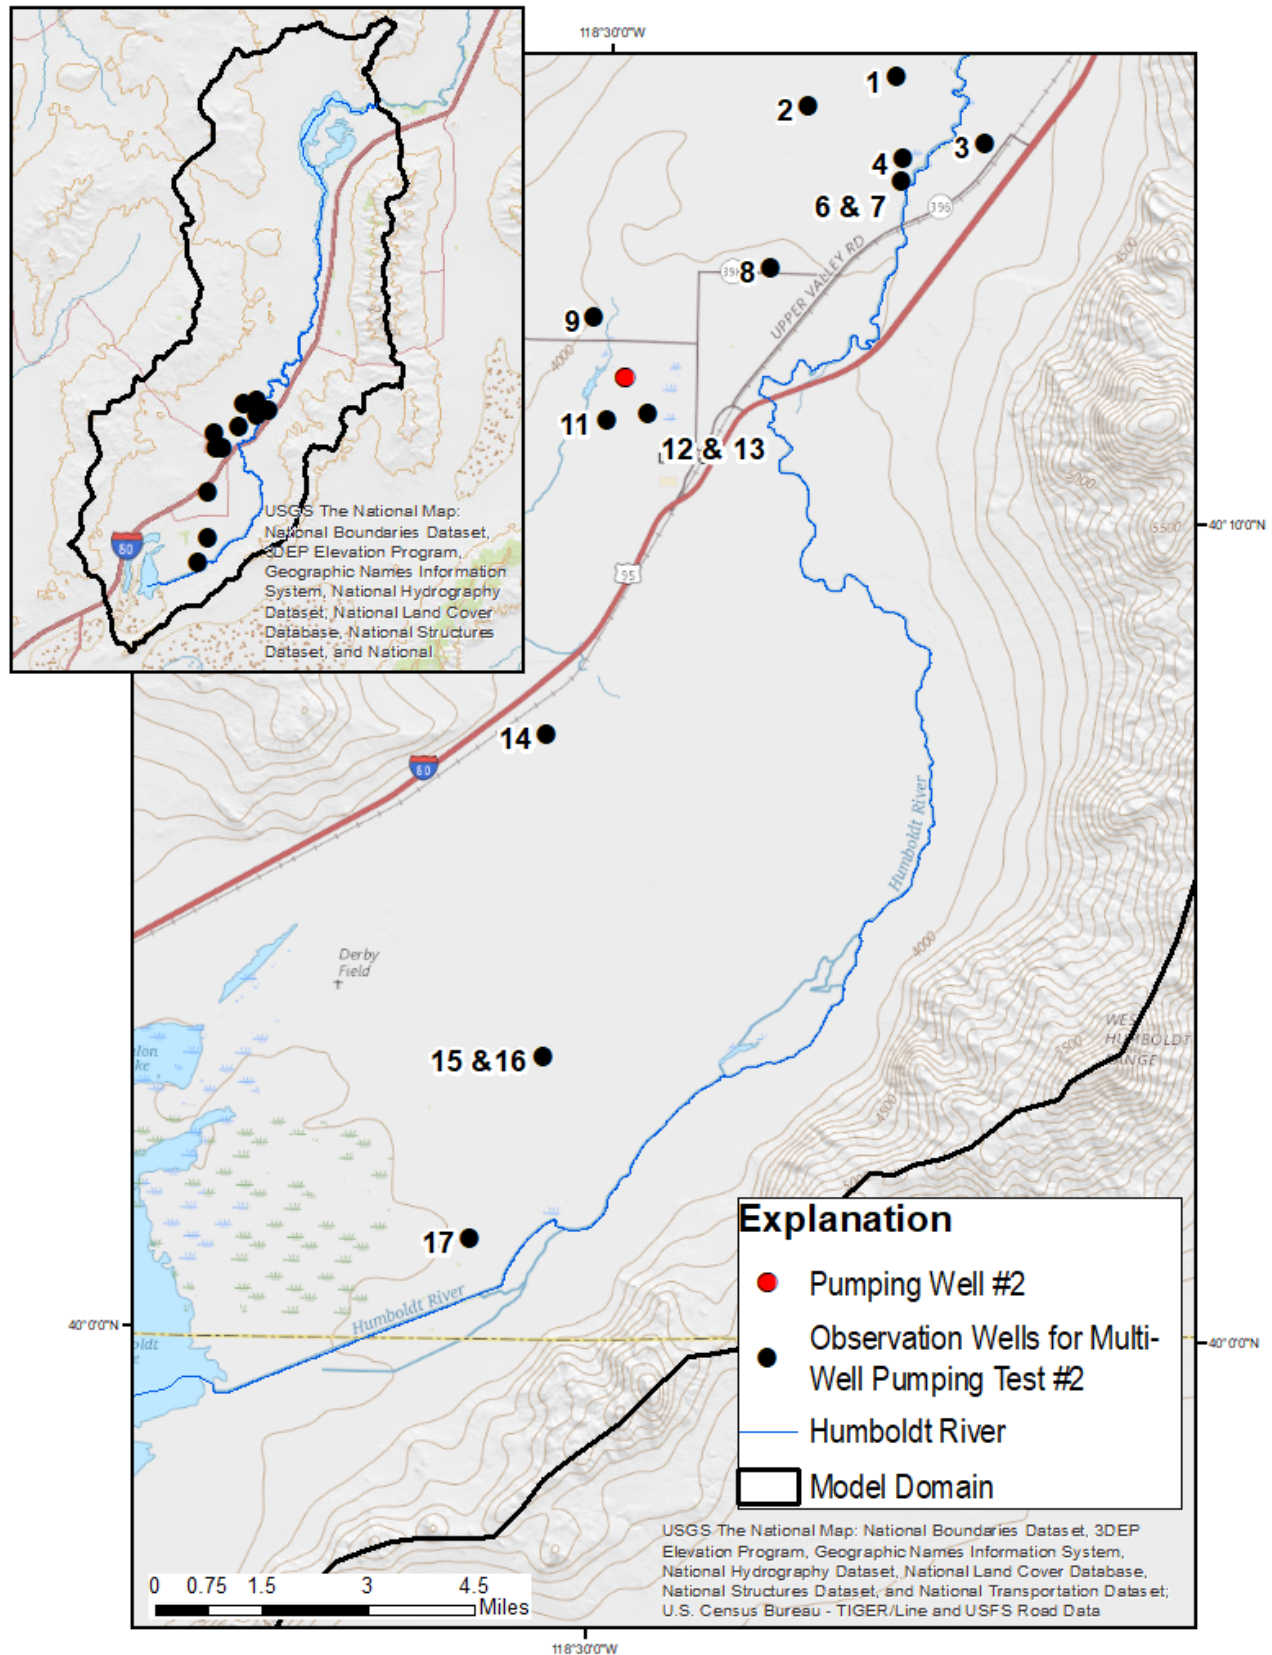 118°30'0"W
1
2
3
4
6 & 7
396
UPPER VALLEY RD
4500
8
9
4000
11
12 & 13
5000
5500
40°10'0"N
95
USGS The National Map:
National Boundaries Dataset,
3DEP Elevation Program,
Geographic Names Information
System, National Hydrography
Dataset, National Land Cover
Database, National Structures
Dataset, and National
80
14
80
Humboldt River
4000
Derby
Field
15 &16
HUMBOLDT
4500
17
Humboldt River
40°0'0"N
40°0'0"N
Explanation
Pumping Well #2
Observation Wells for Multi-
Well Pumping Test #2
Humboldt River
Model Domain
USGS The National Map: National Boundaries Dataset, 3DEP
Elevation Program, Geographic Names Information System,
National Hydrography Dataset, National Land Cover Database,
National Structures Dataset, and National Transportation Dataset;
U.S. Census Bureau - TIGER/Line and USFS Road Data
0 0.75 1.5 3 4.5
Miles
118°30'0"W